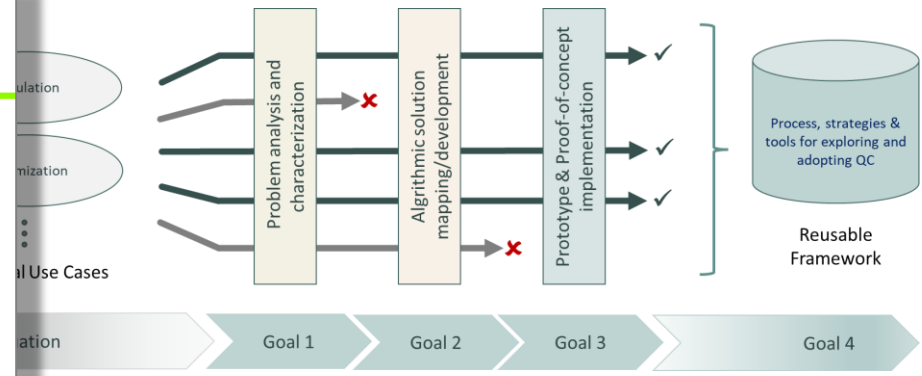 ulation
mization
al Use Cases
Problem analysis and
characterization
Algrithmic solution
mapping/development
Prototype & Proof-of-concept
implementation
Process, strategies &
tools for exploring and
adopting QC
Reusable
Framework
Goal 1
Goal 2
Goal 3
Goal 4